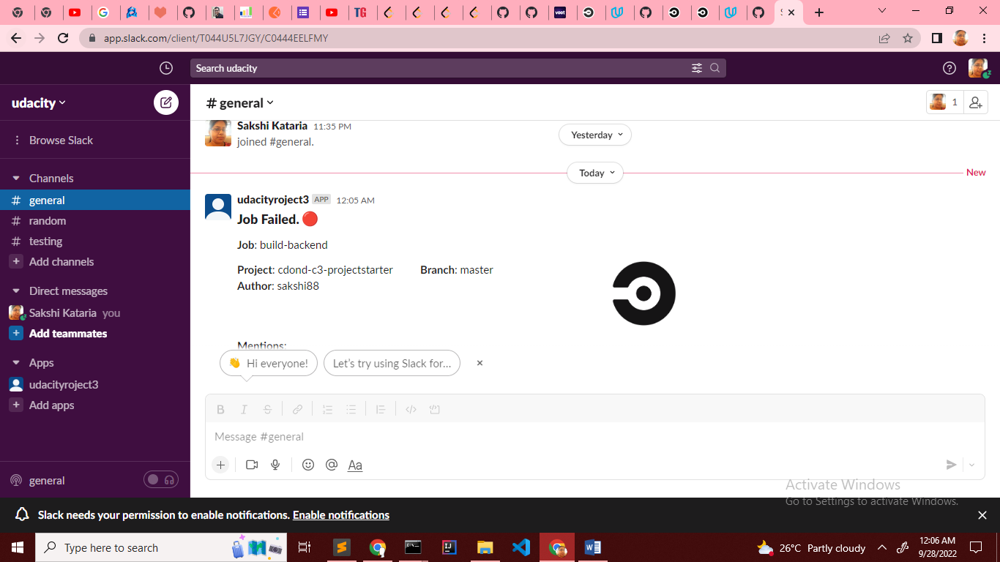 TG
voot
S
app.slack.com/client/T044U5L7JGY/C0444EELFMY
Search udacity
udacity
# general
1
Browse Slack
Sakshi Kataria 11:35 PM
joined #general.
Yesterday
Channels
Today
New
# general
# random
# testing
+ Add channels
udacityroject3 APP 12:05 AM
Job Failed.
Job: build-backend
Project: cdond-c3-projectstarter
Branch: master
Author: sakshi88
Mentions:
Direct messages
Sakshi Kataria you
+ Add teammates
Apps
udacityroject3
+ Add apps
Hi everyone!
Let's try using Slack for...
B I S
Message #general
Aa
general
Activate Windows
Go to Settings to activate Windows.
Slack needs your permission to enable notifications. Enable notifications
Type here to search
26°C Partly cloudy
12:06 AM
9/28/2022